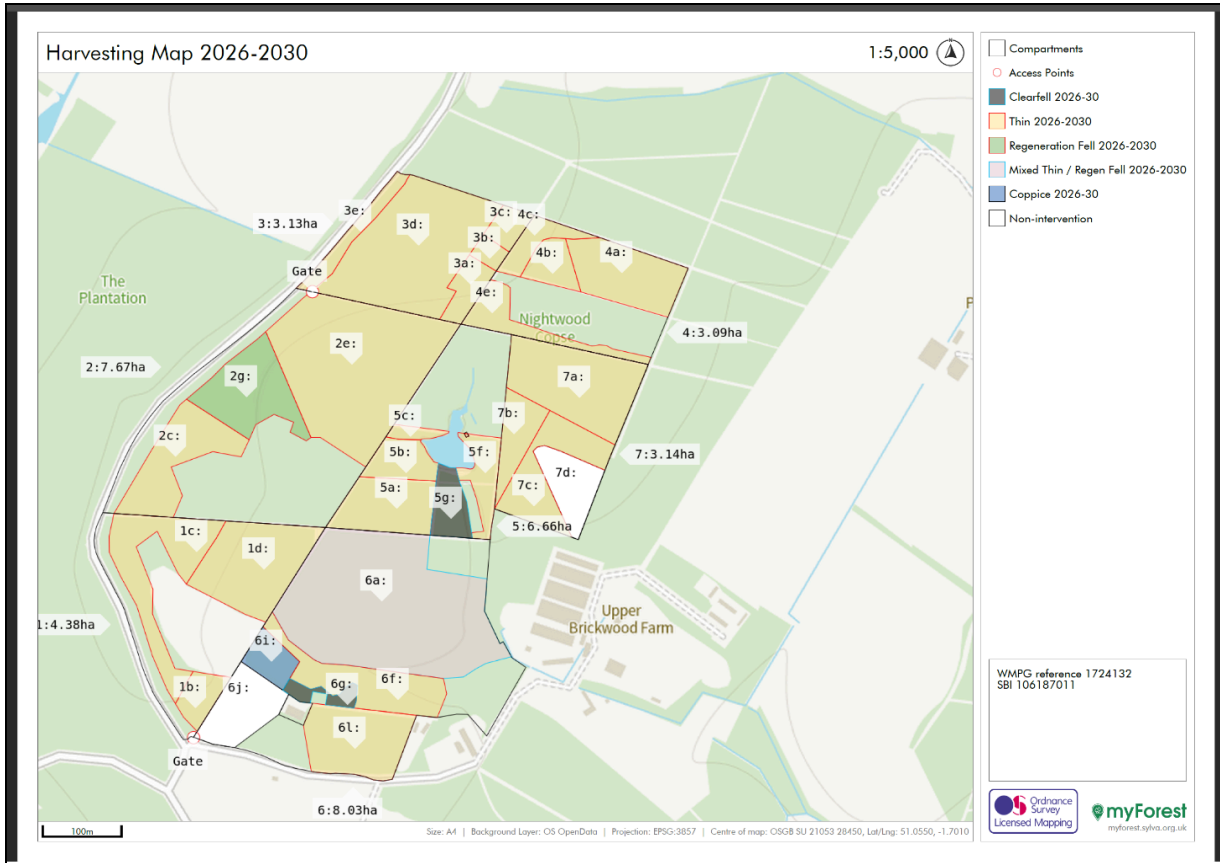 Harvesting Map 2026-2030
1:5,000
N
3e:
3:3.13ha
3d:
3c:
4c:
3b:
4b:
4a:
3a:
Gate
4e:
The
Plantation
Nightwood
Copse
4:3.09ha
2e:
2:7.67ha
2g:
7a:
5c:
7b:
2c:
5b:
5f:
7:3.14ha
7d:
5a:
5g:
7c:
5:6.66ha
1c:
1d:
6a:
Upper
Brickwood Farm
1:4.38ha
6i:
1b:
6j:
6g:
6f:
6l:
Gate
6:8.03ha
P
100m
Size: A4 | Background Layer: OS OpenData | Projection: EPSG:3857 | Centre of map: OSGB SU 21053 28450, Lat/Lng: 51.0550, -1.7010
Compartments
Access Points
Clearfell 2026-30
Thin 2026-2030
Regeneration Fell 2026-2030
Mixed Thin / Regen Fell 2026-2030
Coppice 2026-30
Non-intervention
WMPG reference 1724132
SBI 106187011
OS
Ordnance
Survey
Licensed Mapping
myForest
myforest.sylva.org.uk